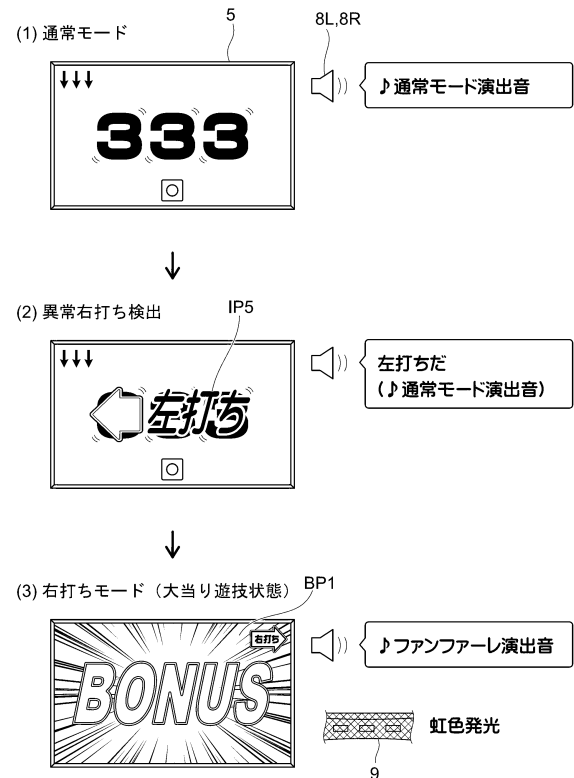 (1) 通常モード
5
8L,8R
↓↓↓
333
♪通常モード演出音
(2) 異常右打ち検出
IP5
↓↓↓
左打ち
左打ちだ
(♪通常モード演出音)
(3) 右打ちモード（大当り遊技状態）
BP1
右打ち
BONUS
♪ファンファーレ演出音
虹色発光
9